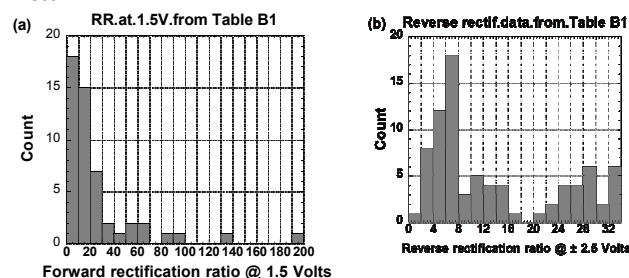 (a) RR.at.1.5V.from Table B1
20
15
10
5
0
Count
0 20 40 60 80 100 120 140 160 180 200
Forward rectification ratio @ 1.5 Volts
(b) Reverse rectif.data.from.Table B1
20
15
10
5
0
Count
0 4 8 12 16 20 24 28 32
Reverse rectification ratio @ ± 2.5 Volts